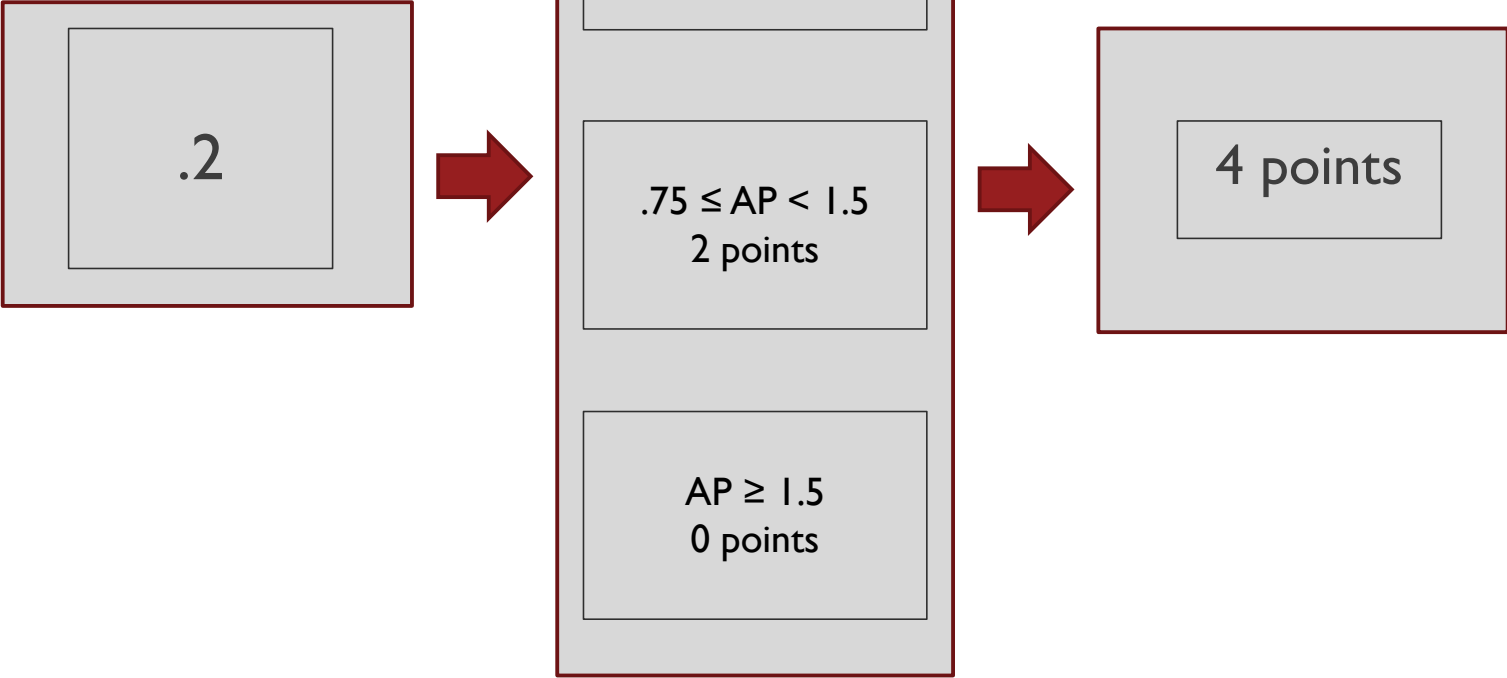 .2
.75 ≤ AP < 1.5
2 points
AP ≥ 1.5
0 points
4 points